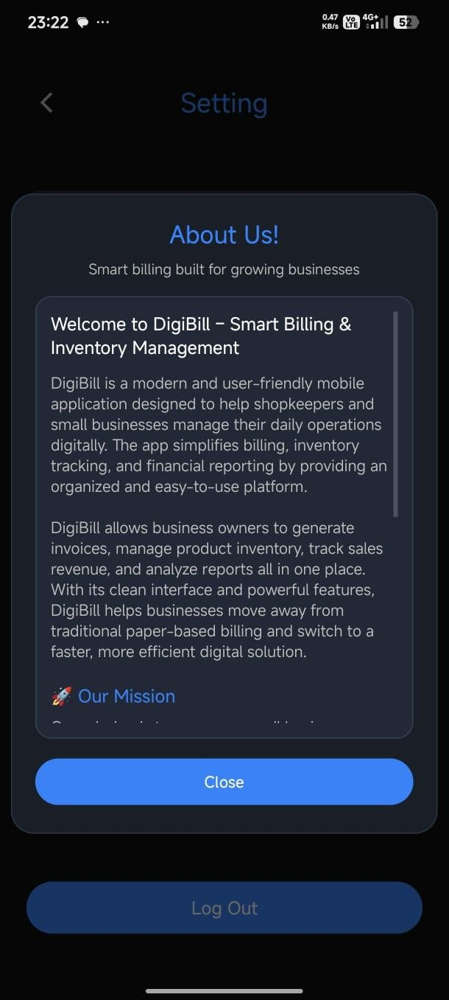 23:22
0.47 KB/s VoLTE 4G+ 52
Setting
About Us!
Smart billing built for growing businesses
Welcome to DigiBill – Smart Billing &
Inventory Management
DigiBill is a modern and user-friendly mobile
application designed to help shopkeepers and
small businesses manage their daily operations
digitally. The app simplifies billing, inventory
tracking, and financial reporting by providing an
organized and easy-to-use platform.
DigiBill allows business owners to generate
invoices, manage product inventory, track sales
revenue, and analyze reports all in one place.
With its clean interface and powerful features,
DigiBill helps businesses move away from
traditional paper-based billing and switch to a
faster, more efficient digital solution.
🚀 Our Mission
Close
Log Out